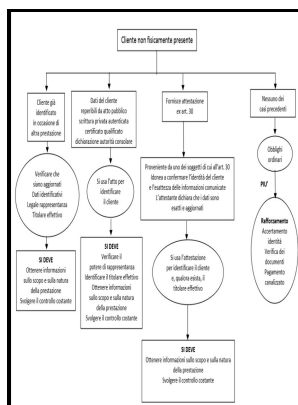 Cliente non fisicamente presente
Cliente già
identificato
in occasione di
altra prestazione
Verificare che
siamo aggiornati
Dati identificativi
Legale rappresentanza
Titolare effettivo
SI DEVE
Ottenere informazioni
sullo scopo e sulla natura
della prestazione
Svolgere il controllo costante
Dati del cliente
reperibili da atto pubblico
scrittura privata autenticata
certificato qualificato
dichiarazione autorità consolare
Si usa l'atto per
identificare
il cliente
SI DEVE
Verificare il
potere di rappresentanza
Identificare il titolare effettivo
Ottenere informazioni
sullo scopo e sulla natura
della prestazione
Svolgere il controllo costante
Fornisce attestazione
ex art. 30
Proveniente da uno dei soggetti di cui all'art. 30
Idonea a confermare l'identità del cliente
e l'esattezza delle informazioni comunicate
L'attestante dichiara che i dati sono
esatti e aggiornati
Si usa l'attestazione
per identificare il cliente
e, qualora esista, il
titolare effettivo
SI DEVE
Ottenere informazioni sullo scopo e sulla natura
della prestazione
Svolgere il controllo costante
Nessuno dei
casi precedenti
Obblighi
ordinari
PIU'
Rafforzamento
Accertamento
identità
Verifica dei
documenti
Pagamento
canalizzato